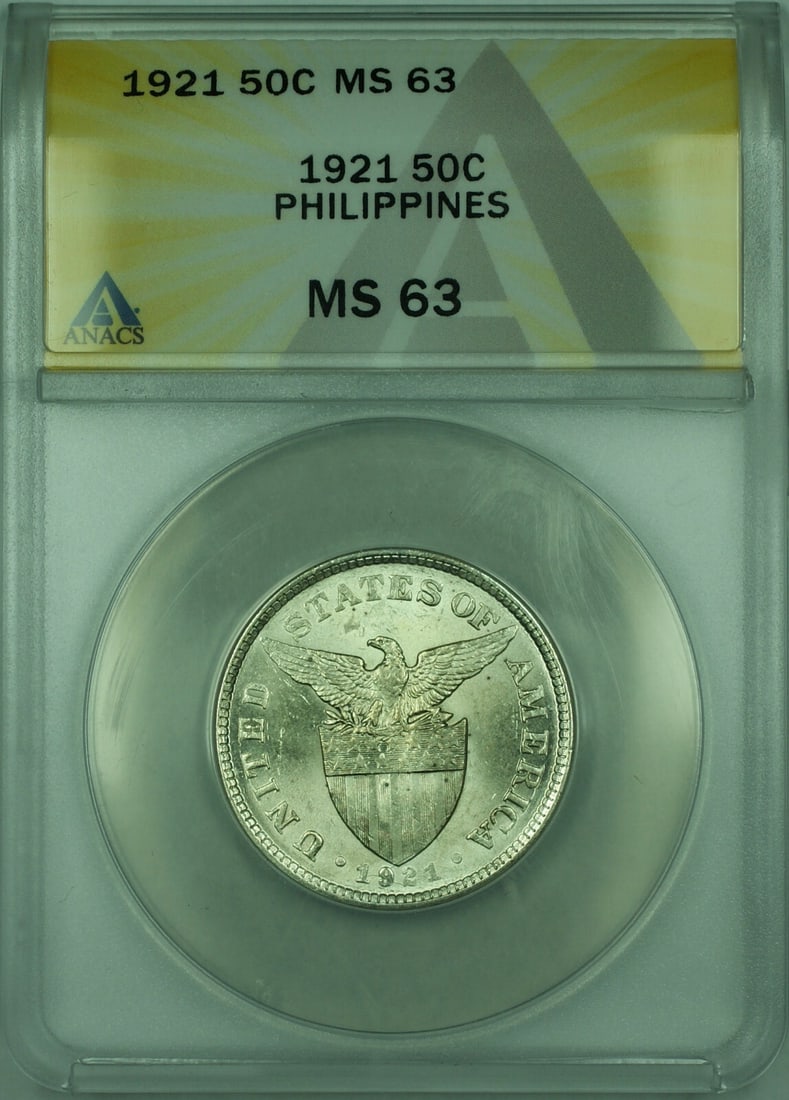 1921 50C MS 63
1921 50C
PHILIPPINES
MS 63
ANACS
UNITED STATES OF AMERICA
• 1921 •